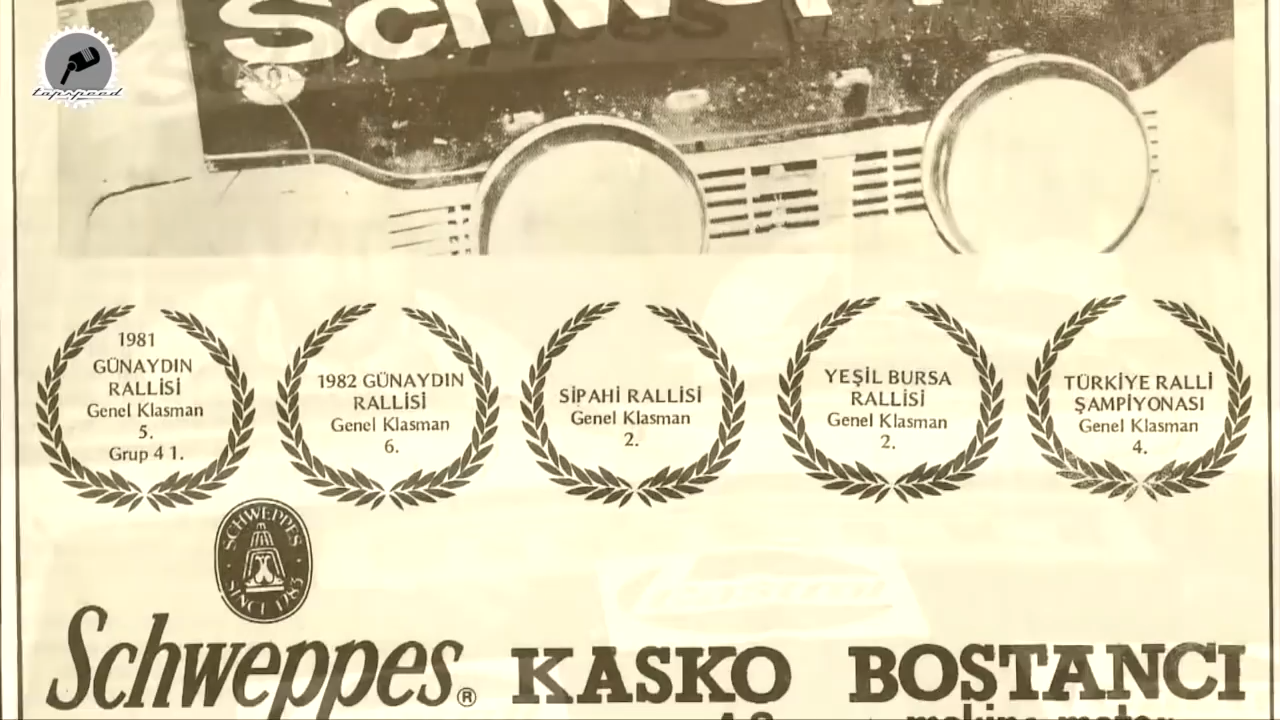 Schwepp
topspeed
1981
GÜNAYDIN
RALLİSİ
Genel Klasman
5.
Grup 4 1.
1982 GÜNAYDIN
RALLİSİ
Genel Klasman
6.
SİPAHİ RALLİSİ
Genel Klasman
2.
YEŞİL BURSA
RALLİSİ
Genel Klasman
2.
TÜRKİYE RALLİ
ŞAMPİYONASI
Genel Klasman
4.
SCHWEPPES
SINCE 1783
Schweppes®
KASKO
BOSTANCI